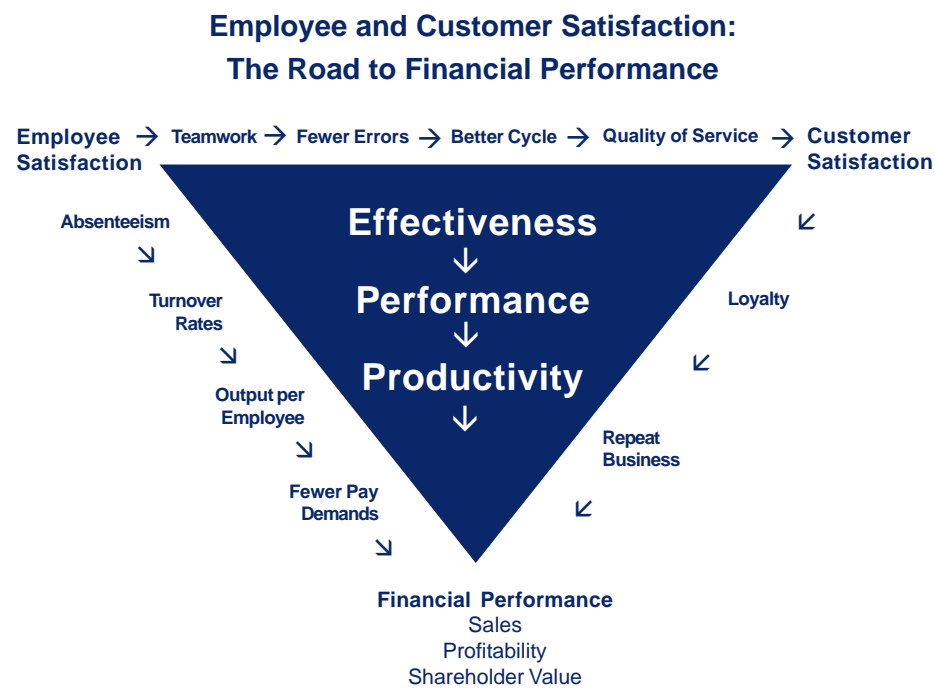 Employee and Customer Satisfaction:
The Road to Financial Performance
Employee
Satisfaction
→ Teamwork → Fewer Errors → Better Cycle → Quality of Service →
Customer
Satisfaction
Absenteeism
Turnover
Rates
Output per
Employee
Fewer Pay
Demands
Effectiveness
Performance
Productivity
Loyalty
Repeat
Business
Financial Performance
Sales
Profitability
Shareholder Value